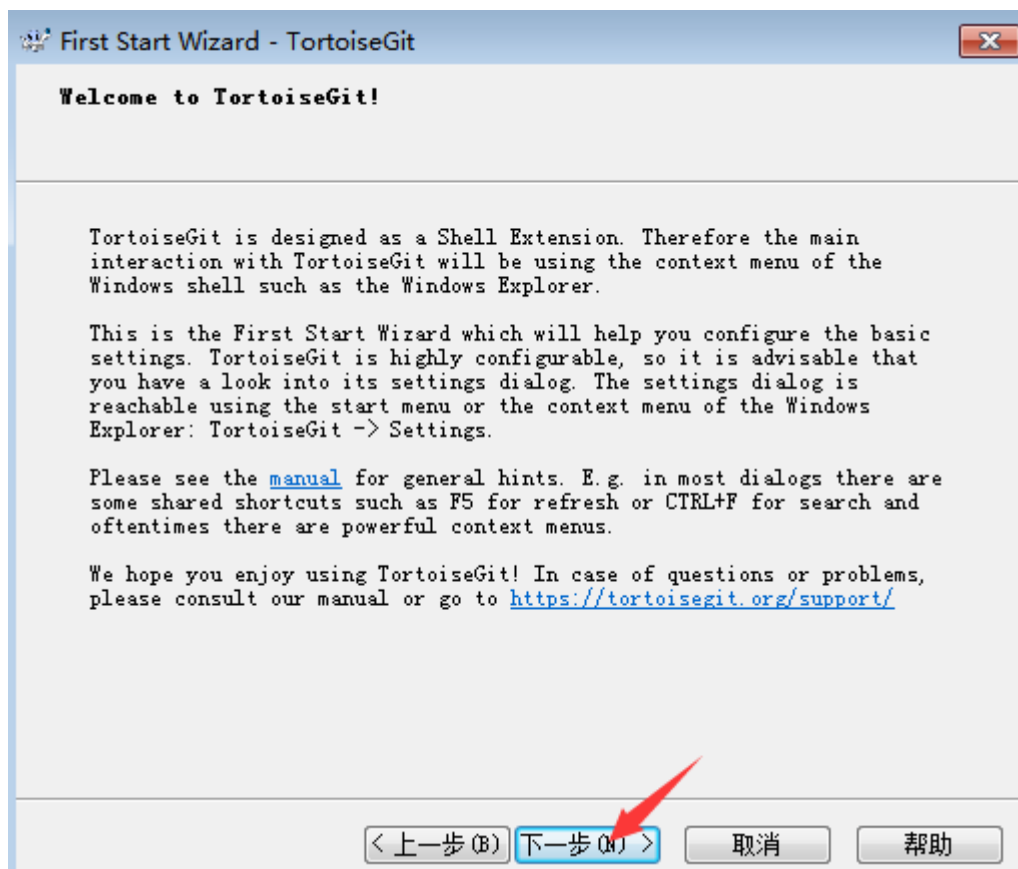 First Start Wizard - TortoiseGit
Welcome to TortoiseGit!
TortoiseGit is designed as a Shell Extension. Therefore the main
interaction with TortoiseGit will be using the context menu of the
Windows shell such as the Windows Explorer.
This is the First Start Wizard which will help you configure the basic
settings. TortoiseGit is highly configurable, so it is advisable that
you have a look into its settings dialog. The settings dialog is
reachable using the start menu or the context menu of the Windows
Explorer: TortoiseGit -> Settings.
Please see the manual for general hints. E.g. in most dialogs there are
some shared shortcuts such as F5 for refresh or CTRL+F for search and
oftentimes there are powerful context menus.
We hope you enjoy using TortoiseGit! In case of questions or problems,
please consult our manual or go to https://tortoisegit.org/support/
< 上一步(B) 下一步(N) > 取消 帮助